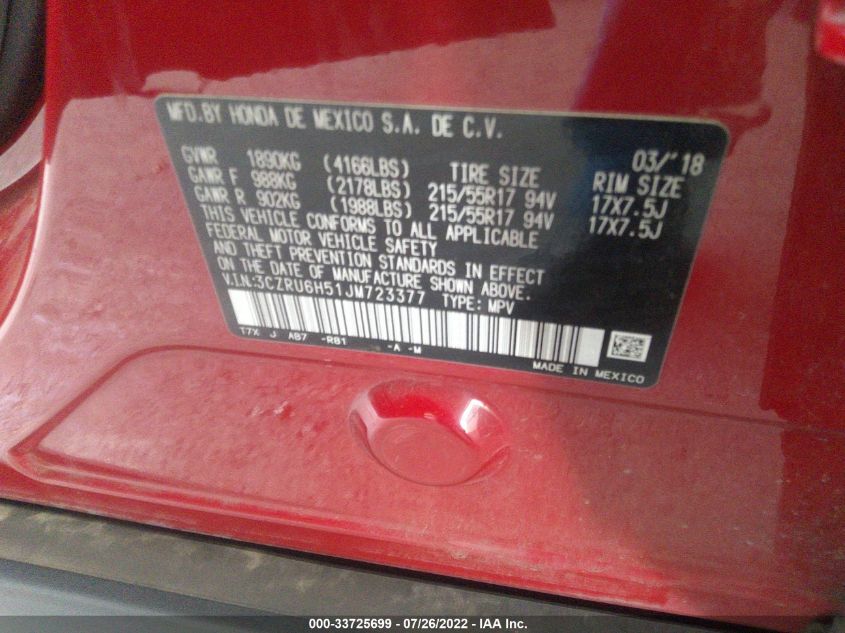 MFD.BY HONDA DE MEXICO S.A. DE C.V.
03/'18
GVWR 1890KG (4166LBS) TIRE SIZE RIM SIZE
GAWR F 988KG (2178LBS) 215/55R17 94V 17X7.5J
GAWR R 902KG (1988LBS) 215/55R17 94V 17X7.5J
THIS VEHICLE CONFORMS TO ALL APPLICABLE
FEDERAL MOTOR VEHICLE SAFETY
AND THEFT PREVENTION STANDARDS IN EFFECT
ON THE DATE OF MANUFACTURE SHOWN ABOVE.
V.I.N:3CZRU6H51JM723377 TYPE: MPV
T7X J AB7 -RB1 -A -M
MADE IN MEXICO
000-33725699 / 07/26/2022 - IAA Inc.